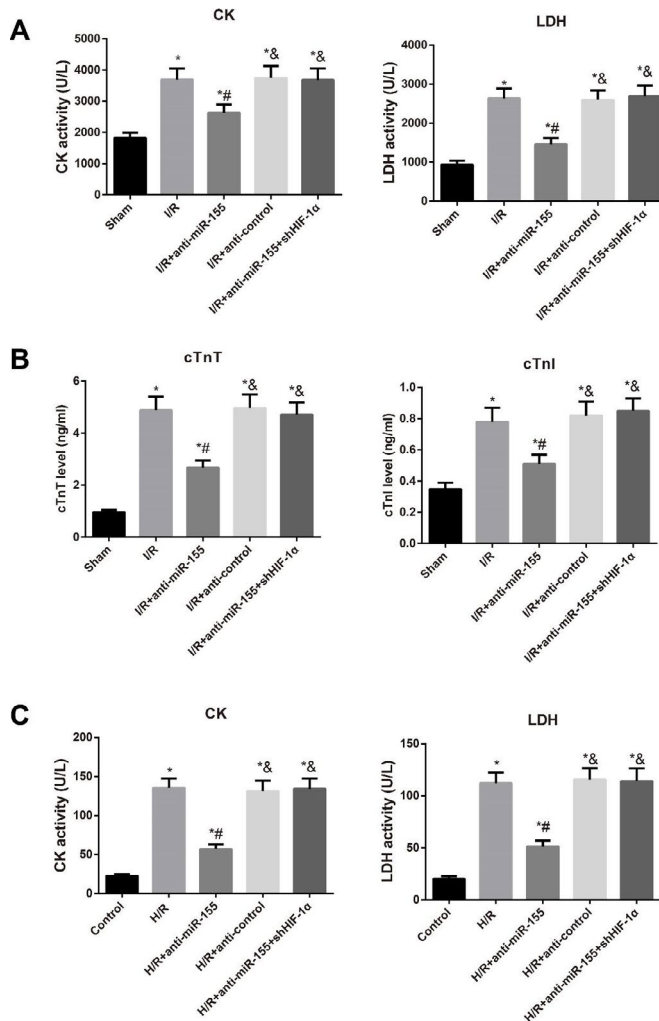 A
CK
CK activity (U/L)
5000
4000
3000
2000
1000
0
*
*#
*&
*&
Sham
I/R
I/R+anti-miR-155
I/R+anti-control
I/R+anti-miR-155+shHIF-1α
LDH
LDH activity (U/L)
4000
3000
2000
1000
0
*
*#
*&
*&
Sham
I/R
I/R+anti-miR-155
I/R+anti-control
I/R+anti-miR-155+shHIF-1α
B
cTnT
cTnT level (ng/ml)
6
4
2
0
*
*#
*&
*&
Sham
I/R
I/R+anti-miR-155
I/R+anti-control
I/R+anti-miR-155+shHIF-1α
cTnI
cTnI level (ng/ml)
1.0
0.8
0.6
0.4
0.2
0.0
*
*#
*&
*&
Sham
I/R
I/R+anti-miR-155
I/R+anti-control
I/R+anti-miR-155+shHIF-1α
C
CK
CK activity (U/L)
200
150
100
50
0
*
*#
*&
*&
Control
H/R
H/R+anti-miR-155
H/R+anti-control
H/R+anti-miR-155+shHIF-1α
LDH
LDH activity (U/L)
150
100
50
0
*
*#
*&
*&
Control
H/R
H/R+anti-miR-155
H/R+anti-control
H/R+anti-miR-155+shHIF-1α